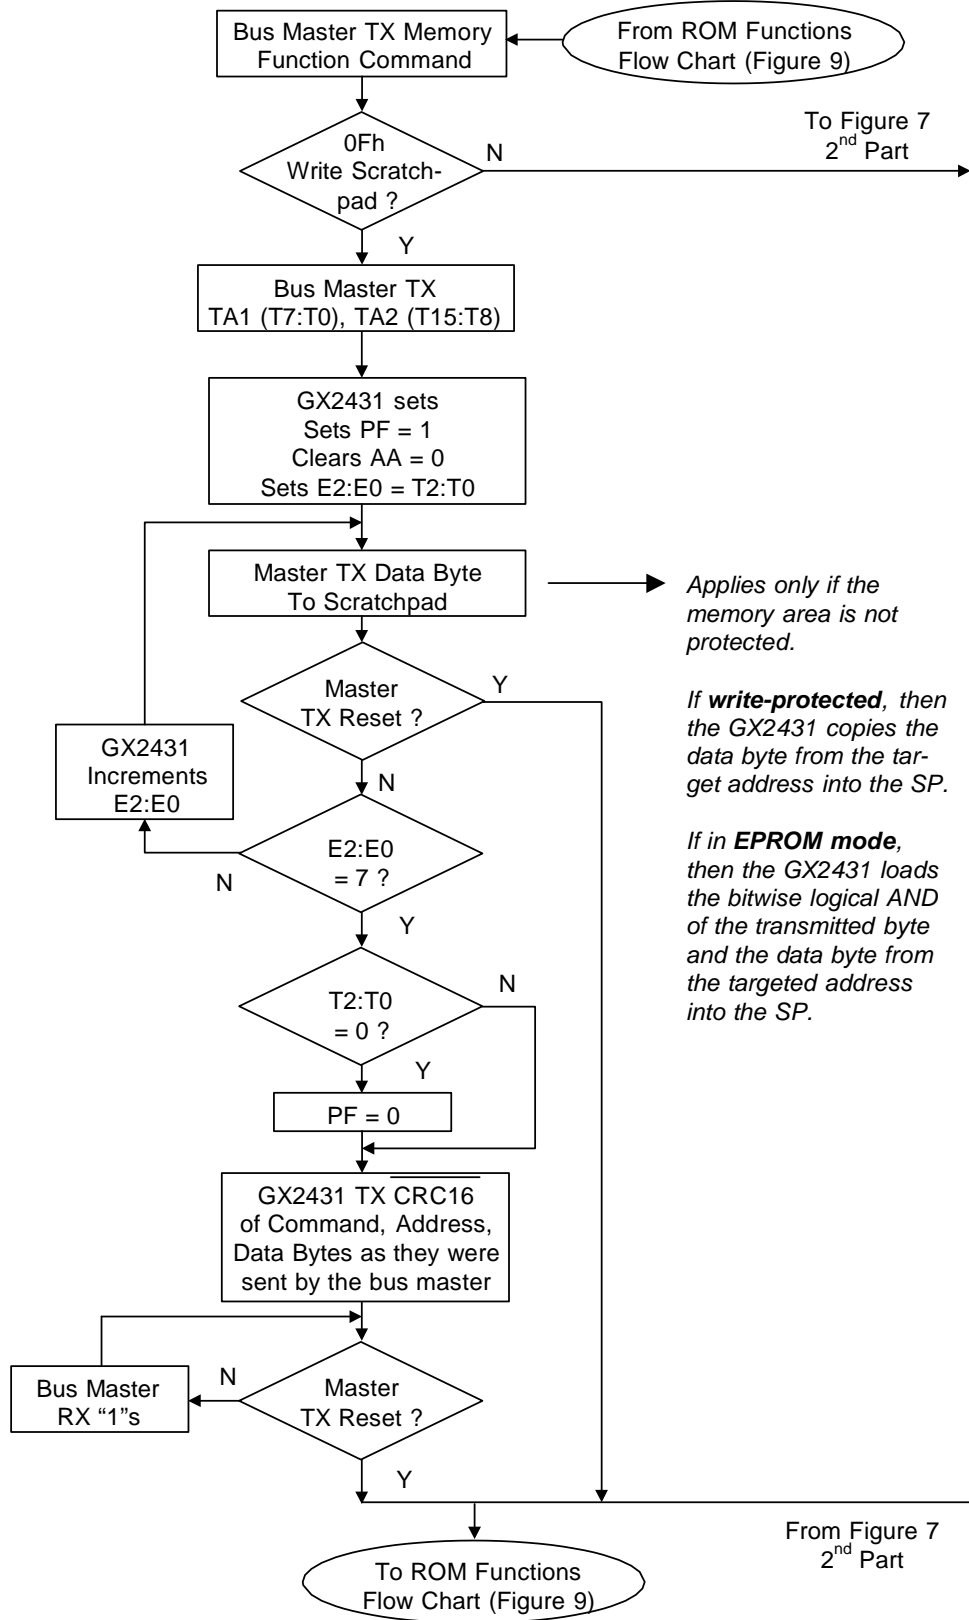 Bus Master TX Memory
Function Command
From ROM Functions
Flow Chart (Figure 9)
0Fh
Write Scratch-
pad ?
N
To Figure 7
2nd Part
Y
Bus Master TX
TA1 (T7:T0), TA2 (T15:T8)
GX2431 sets
Sets PF = 1
Clears AA = 0
Sets E2:E0 = T2:T0
Master TX Data Byte
To Scratchpad
Applies only if the
memory area is not
protected.
If write-protected, then
the GX2431 copies the
data byte from the tar-
get address into the SP.
If in EPROM mode,
then the GX2431 loads
the bitwise logical AND
of the transmitted byte
and the data byte from
the targeted address
into the SP.
Master
TX Reset ?
Y
N
GX2431
Increments
E2:E0
E2:E0
= 7 ?
N
Y
T2:T0
= 0 ?
N
Y
PF = 0
GX2431 TX CRC16
of Command, Address,
Data Bytes as they were
sent by the bus master
Bus Master
RX “1”s
N
Master
TX Reset ?
Y
From Figure 7
2nd Part
To ROM Functions
Flow Chart (Figure 9)